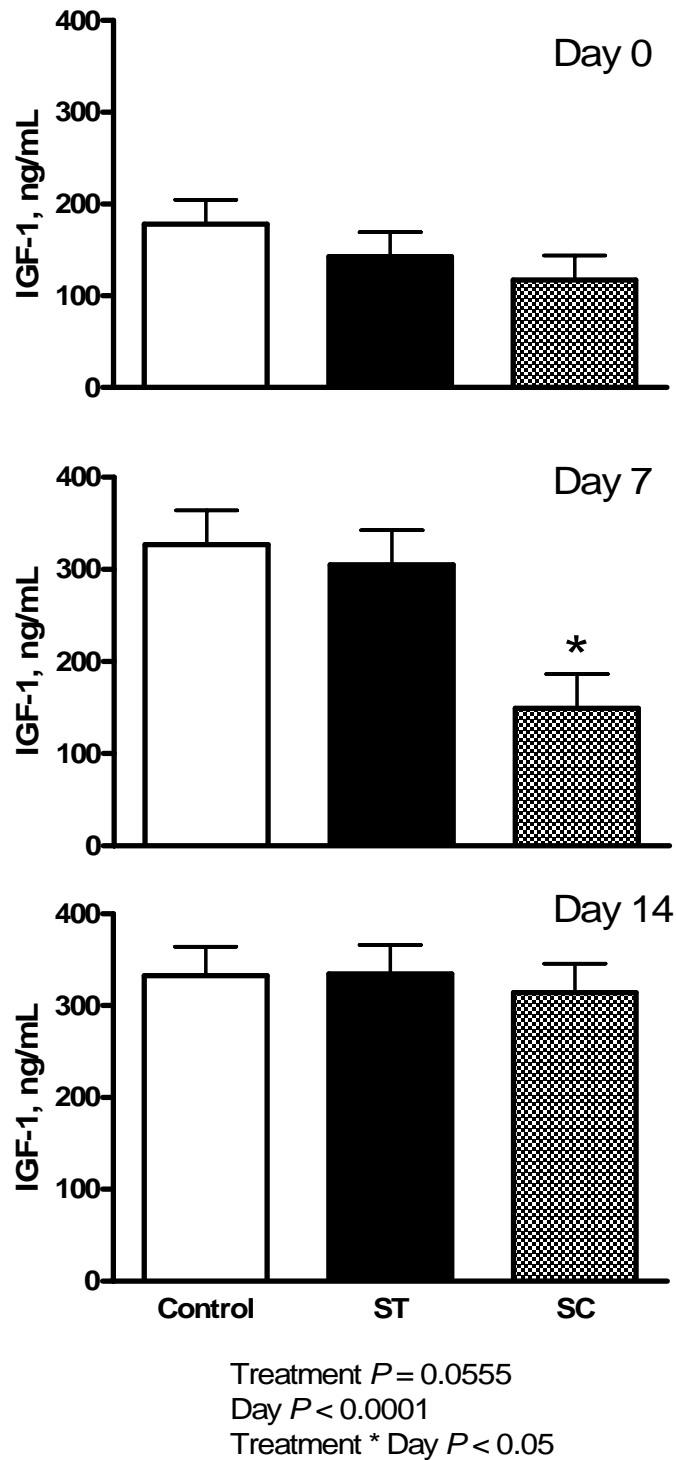 Day 0
IGF-1, ng/mL
400
300
200
100
0
Day 7
IGF-1, ng/mL
400
300
200
100
0
*
Day 14
IGF-1, ng/mL
400
300
200
100
0
Control ST SC
Treatment P = 0.0555
Day P < 0.0001
Treatment * Day P < 0.05